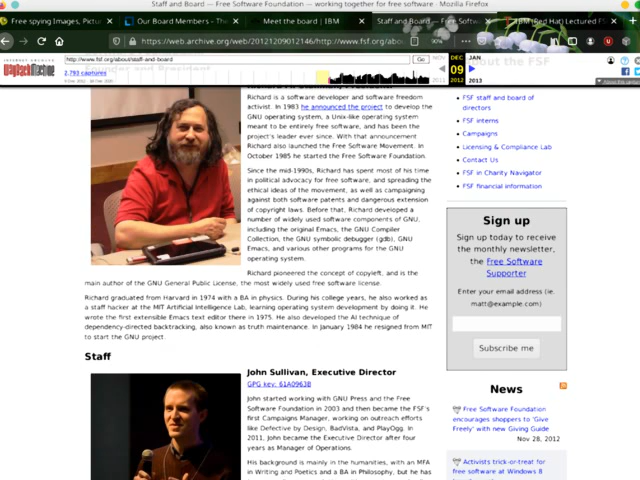 Staff and Board — Free Software Foundation — working together for free software - Mozilla Firefox
Free spying Images, Pictur
Our Board Members - Th
Meet the board | IBM
Staff and Board — Free Softw
IBM (Red Hat) Lectured FS
https://web.archive.org/web/20121209012146/http://www.fsf.org/abo
90%
INTERNET ARCHIVE
WayBackMachine
http://www.fsf.org/about/staff-and-board
Go
NOV
DEC
JAN
09
2011
2012
2013
2,793 captures
About the FSF
Richard is a software developer and software freedom
activist. In 1983 he announced the project to develop the
GNU operating system, a Unix-like operating system
meant to be entirely free software, and has been the
project's leader ever since. With that announcement
Richard also launched the Free Software Movement. In
October 1985 he started the Free Software Foundation.
Since the mid-1990s, Richard has spent most of his time
in political advocacy for free software, and spreading the
ethical ideas of the movement, as well as campaigning
against both software patents and dangerous extension
of copyright laws. Before that, Richard developed a
number of widely used software components of GNU,
including the original Emacs, the GNU Compiler
Collection, the GNU symbolic debugger (gdb), GNU
Emacs, and various other programs for the GNU
operating system.
Richard pioneered the concept of copyleft, and is the
main author of the GNU General Public License, the most widely used free software license.
Richard graduated from Harvard in 1974 with a BA in physics. During his college years, he also worked as
a staff hacker at the MIT Artificial Intelligence Lab, learning operating system development by doing it. He
wrote the first extensible Emacs text editor there in 1975. He also developed the AI technique of
dependency-directed backtracking, also known as truth maintenance. In January 1984 he resigned from MIT
to start the GNU project.
Staff
John Sullivan, Executive Director
GPG key: 61A0963B
John started working with GNU Press and the Free
Software Foundation in 2003 and then became the FSF's
first Campaigns Manager, working on outreach efforts
like Defective by Design, BadVista, and PlayOgg. In
2011, John became the Executive Director after four
years as Manager of Operations.
His background is mainly in the humanities, with an MFA
in Writing and Poetics and a BA in Philosophy, but he has
FSF staff and board of
directors
FSF interns
Campaigns
Licensing & Compliance Lab
Contact Us
FSF in Charity Navigator
FSF financial information
Sign up
Sign up today to receive
the monthly newsletter,
the Free Software
Supporter
Enter your email address (ie.
matt@example.com)
Subscribe me
News
Free Software Foundation
encourages shoppers to 'Give
Freely' with new Giving Guide
Nov 28, 2012
Activists trick-or-treat for
free software at Windows 8